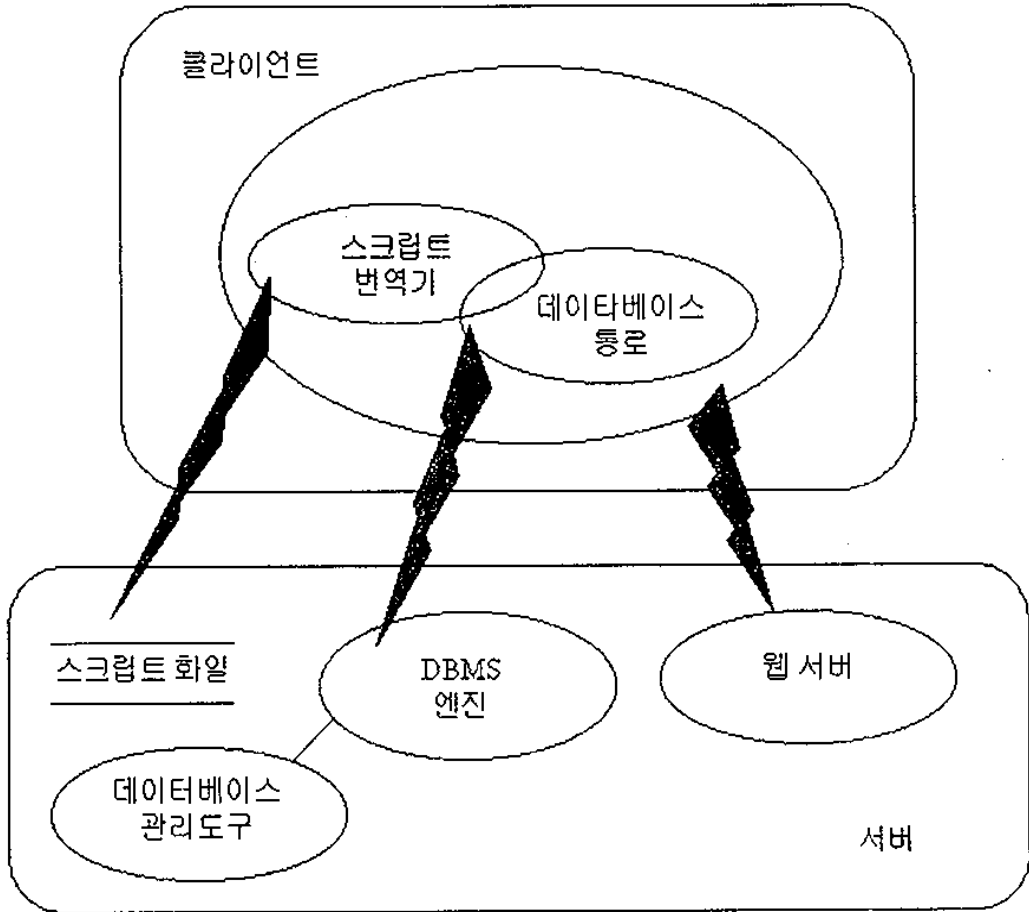 클라이언트
스크립트
번역기
데이타베이스
통로
스크립트 화일
DBMS
엔진
웹 서버
데이터베이스
관리도구
서버